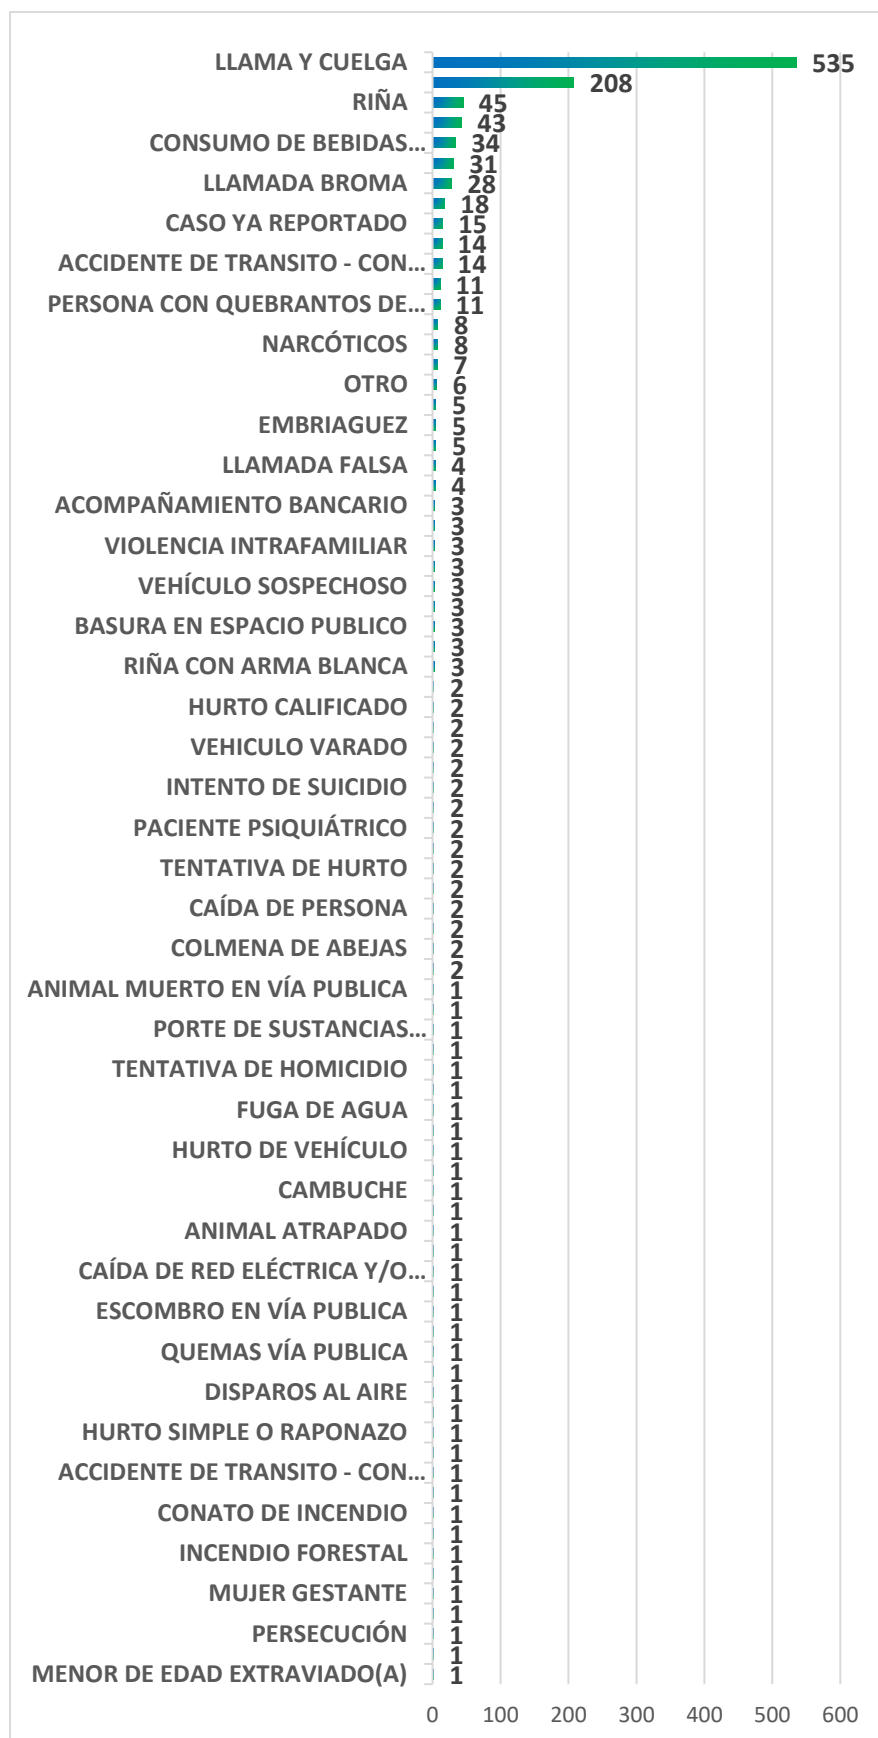 LLAMA Y CUELGA 535
208
RIÑA 45
43
CONSUMO DE BEBIDAS... 34
31
LLAMADA BROMA 28
18
CASO YA REPORTADO 15
14
ACCIDENTE DE TRANSITO - CON... 14
11
PERSONA CON QUEBRANTOS DE... 11
8
NARCÓTICOS 8
7
OTRO 6
5
EMBRIAGUEZ 5
5
LLAMADA FALSA 4
4
ACOMPAÑAMIENTO BANCARIO 3
3
VIOLENCIA INTRAFAMILIAR 3
3
VEHÍCULO SOSPECHOSO 3
3
BASURA EN ESPACIO PUBLICO 3
3
RIÑA CON ARMA BLANCA 3
2
HURTO CALIFICADO 2
2
VEHICULO VARADO 2
2
INTENTO DE SUICIDIO 2
2
PACIENTE PSIQUIÁTRICO 2
2
TENTATIVA DE HURTO 2
2
CAÍDA DE PERSONA 2
2
COLMENA DE ABEJAS 2
2
ANIMAL MUERTO EN VÍA PUBLICA 1
1
PORTE DE SUSTANCIAS... 1
1
TENTATIVA DE HOMICIDIO 1
1
FUGA DE AGUA 1
1
HURTO DE VEHÍCULO 1
1
CAMBUCHE 1
1
ANIMAL ATRAPADO 1
1
CAÍDA DE RED ELÉCTRICA Y/O... 1
1
ESCOMBRO EN VÍA PUBLICA 1
1
QUEMAS VÍA PUBLICA 1
1
DISPAROS AL AIRE 1
1
HURTO SIMPLE O RAPONAZO 1
1
ACCIDENTE DE TRANSITO - CON... 1
1
CONATO DE INCENDIO 1
1
INCENDIO FORESTAL 1
1
MUJER GESTANTE 1
1
PERSECUCIÓN 1
1
MENOR DE EDAD EXTRAVIADO(A) 1
0 100 200 300 400 500 600